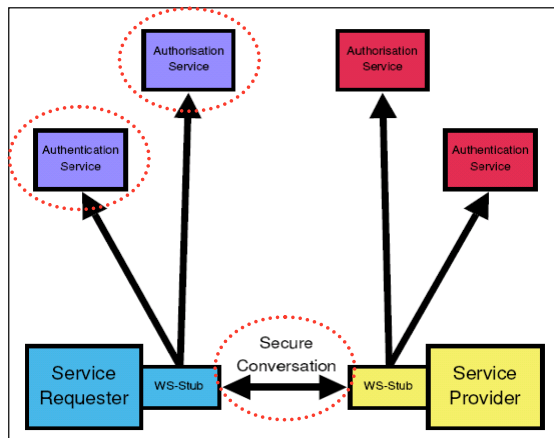 Authorisation
Service
Authorisation
Service
Authentication
Service
Authentication
Service
Secure
Conversation
Service
Requester
WS-Stub
WS-Stub
Service
Provider